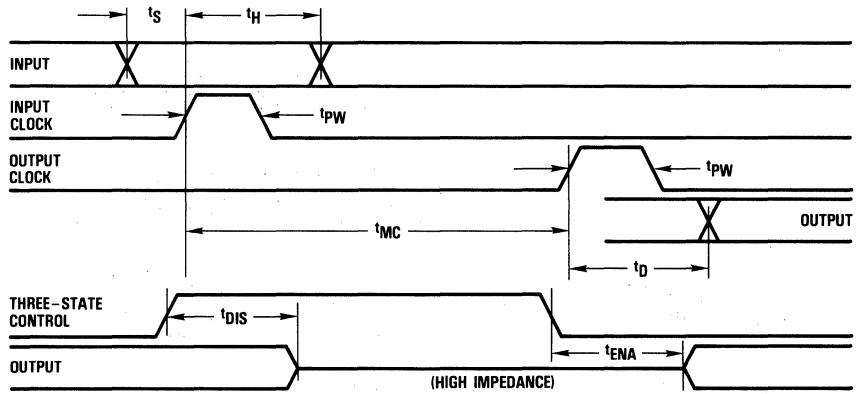 tS
tH
INPUT
INPUT
CLOCK
tPW
OUTPUT
CLOCK
tPW
OUTPUT
tMC
tD
THREE-STATE
CONTROL
tDIS
tENA
OUTPUT
(HIGH IMPEDANCE)